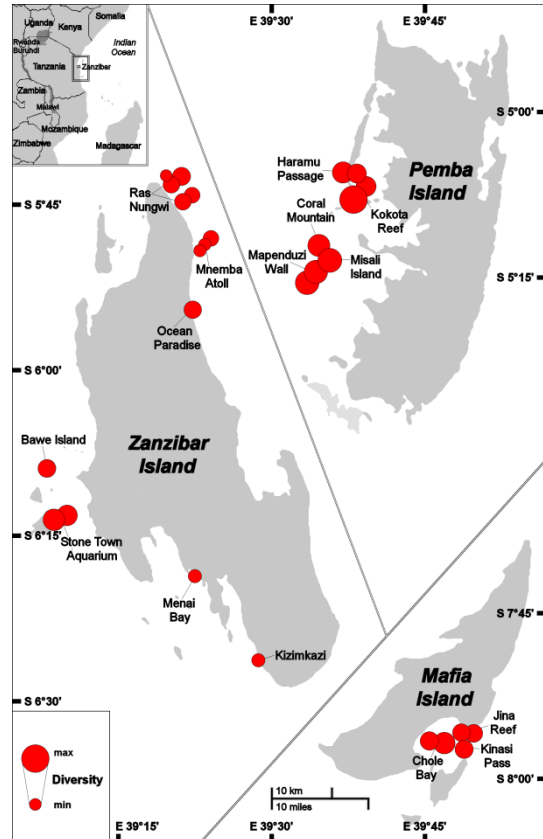 E 39°30'
E 39°45'
Uganda
Kenya
Somalia
Rwanda
Burundi
Indian
Ocean
Tanzania
Zanziber
Zambia
Malawi
Mozambique
Zimbabwe
Madagascar
S 5°00'
Haramu
Passage
Pemba
Island
Coral
Mountain
Kokota
Reef
Ras
Nungwi
S 5°45'
Mnemba
Atoll
Mapenduzi
Wall
Misali
Island
S 5°15'
Ocean
Paradise
S 6°00'
Bawe Island
Zanzibar
Island
S 6°15'
Stone Town
Aquarium
Menai
Bay
Kizimkazi
S 7°45'
Mafia
Island
S 6°30'
Jina
Reef
Kinasi
Pass
Chole
Bay
S 8°00'
max
Diversity
min
10 km
10 miles
E 39°15'
E 39°30'
E 39°45'